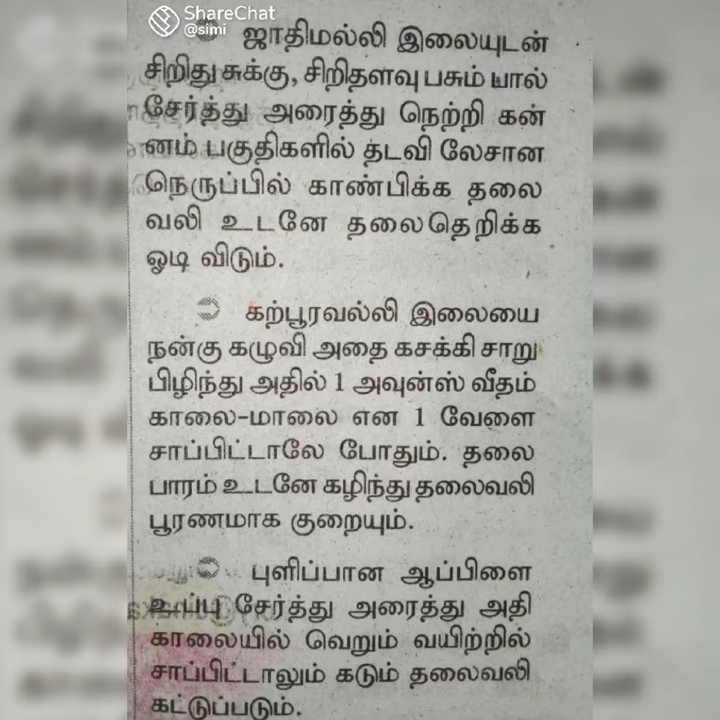 ShareChat
@simi
ஜாதிமல்லி இலையுடன்
சிறிது சுக்கு, சிறிதளவு பசும் பால்
சேர்த்து அரைத்து நெற்றி கன்
னம் பகுதிகளில் தடவி லேசான
நெருப்பில் காண்பிக்க தலை
வலி உடனே தலைதெறிக்க
ஓடி விடும்.
கற்பூரவல்லி இலையை
நன்கு கழுவி அதை கசக்கி சாறு
பிழிந்து அதில் 1 அவுன்ஸ் வீதம்
காலை-மாலை என 1 வேளை
சாப்பிட்டாலே போதும். தலை
பாரம் உடனே கழிந்து தலைவலி
பூரணமாக குறையும்.
புளிப்பான ஆப்பிளை
உப்பு சேர்த்து அரைத்து அதி
காலையில் வெறும் வயிற்றில்
சாப்பிட்டாலும் கடும் தலைவலி
கட்டுப்படும்.